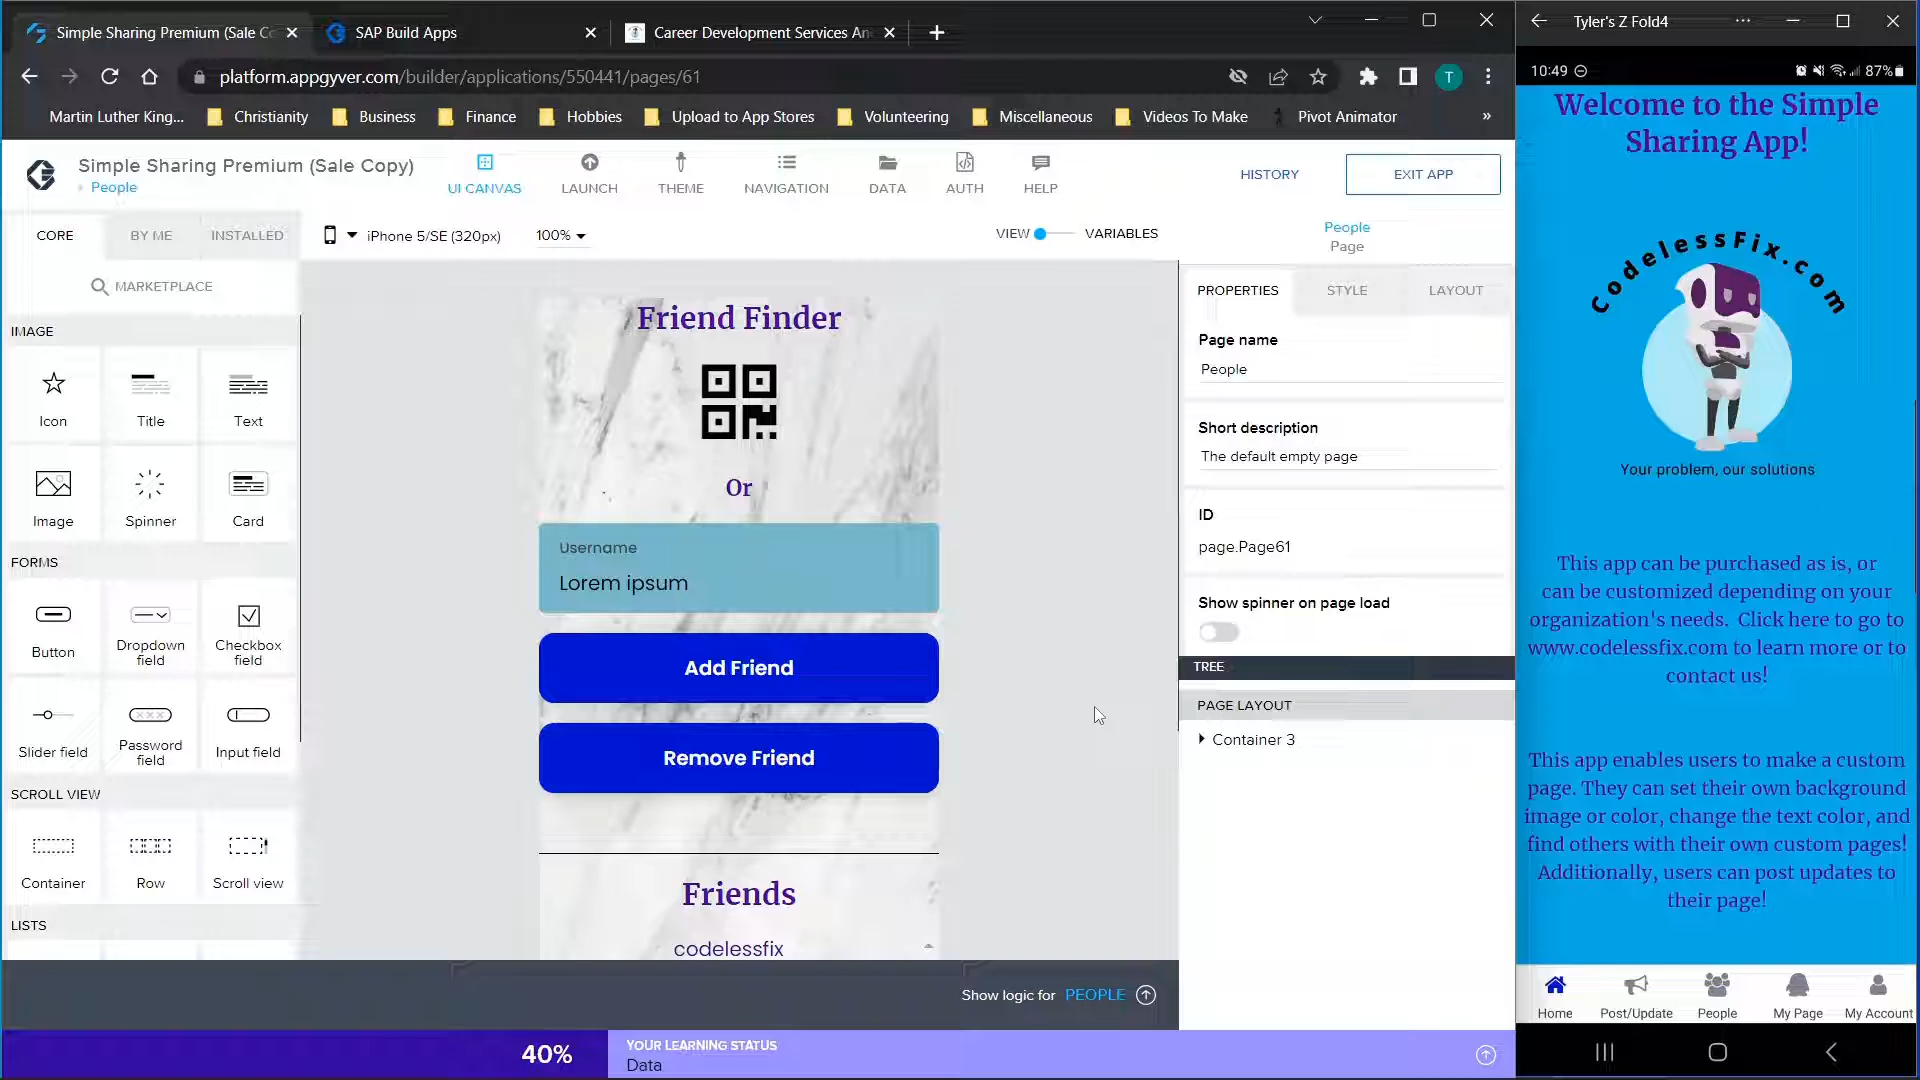 Simple Sharing Premium (Sale Co
SAP Build Apps
Career Development Services An
Tyler's Z Fold4
platform.appgyver.com/builder/applications/550441/pages/61
T
10:49
87%
Martin Luther King...
Christianity
Business
Finance
Hobbies
Upload to App Stores
Volunteering
Miscellaneous
Videos To Make
Pivot Animator
»
Simple Sharing Premium (Sale Copy)
People
UI CANVAS
LAUNCH
THEME
NAVIGATION
DATA
AUTH
HELP
HISTORY
EXIT APP
CORE
BY ME
INSTALLED
iPhone 5/SE (320px)
100%
VIEW
VARIABLES
People
Page
MARKETPLACE
IMAGE
Icon
Title
Text
Image
Spinner
Card
FORMS
Button
Dropdown
field
Checkbox
field
Slider field
Password
field
Input field
SCROLL VIEW
Container
Row
Scroll view
LISTS
Friend Finder
Or
Username
Lorem ipsum
Add Friend
Remove Friend
Friends
codelessfix
Show logic for PEOPLE
PROPERTIES
STYLE
LAYOUT
Page name
People
Short description
The default empty page
ID
page.Page61
Show spinner on page load
TREE
PAGE LAYOUT
Container 3
40%
YOUR LEARNING STATUS
Data
Welcome to the Simple
Sharing App!
CodelessFix.com
Your problem, our solutions
This app can be purchased as is, or
can be customized depending on your
organization's needs. Click here to go to
www.codelessfix.com to learn more or to
contact us!
This app enables users to make a custom
page. They can set their own background
image or color, change the text color, and
find others with their own custom pages!
Additionally, users can post updates to
their page!
Home
Post/Update
People
My Page
My Account